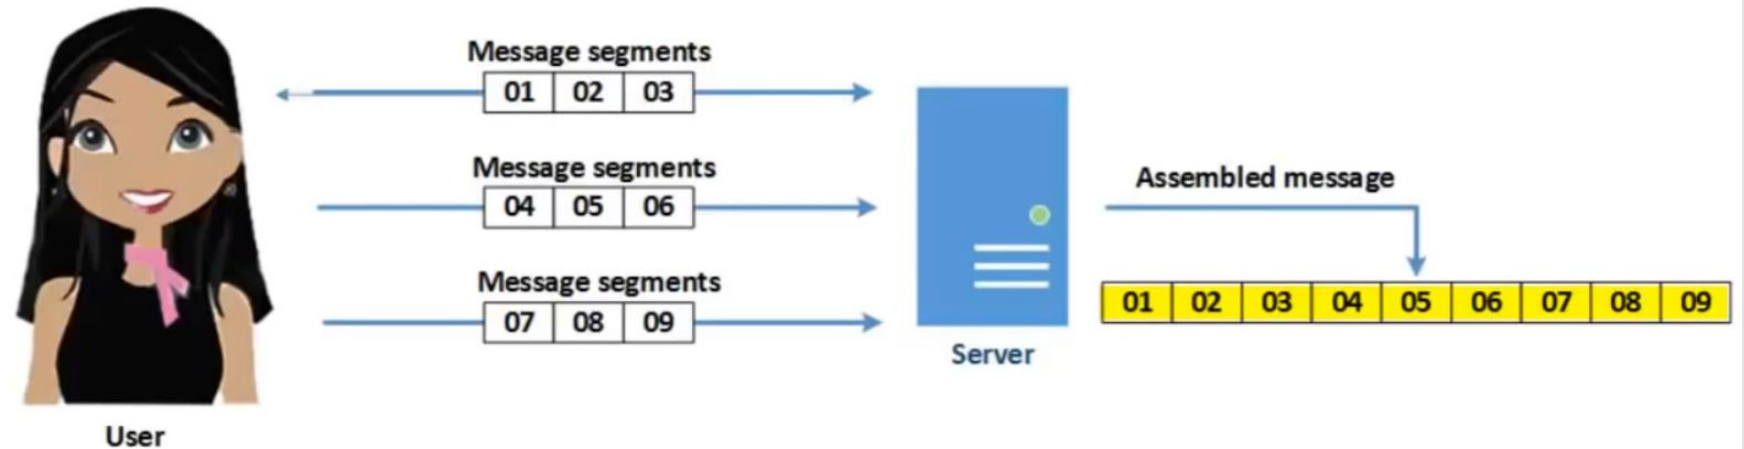 Message segments
01 02 03
Message segments
04 05 06
Message segments
07 08 09
User
Server
Assembled message
01 02 03 04 05 06 07 08 09